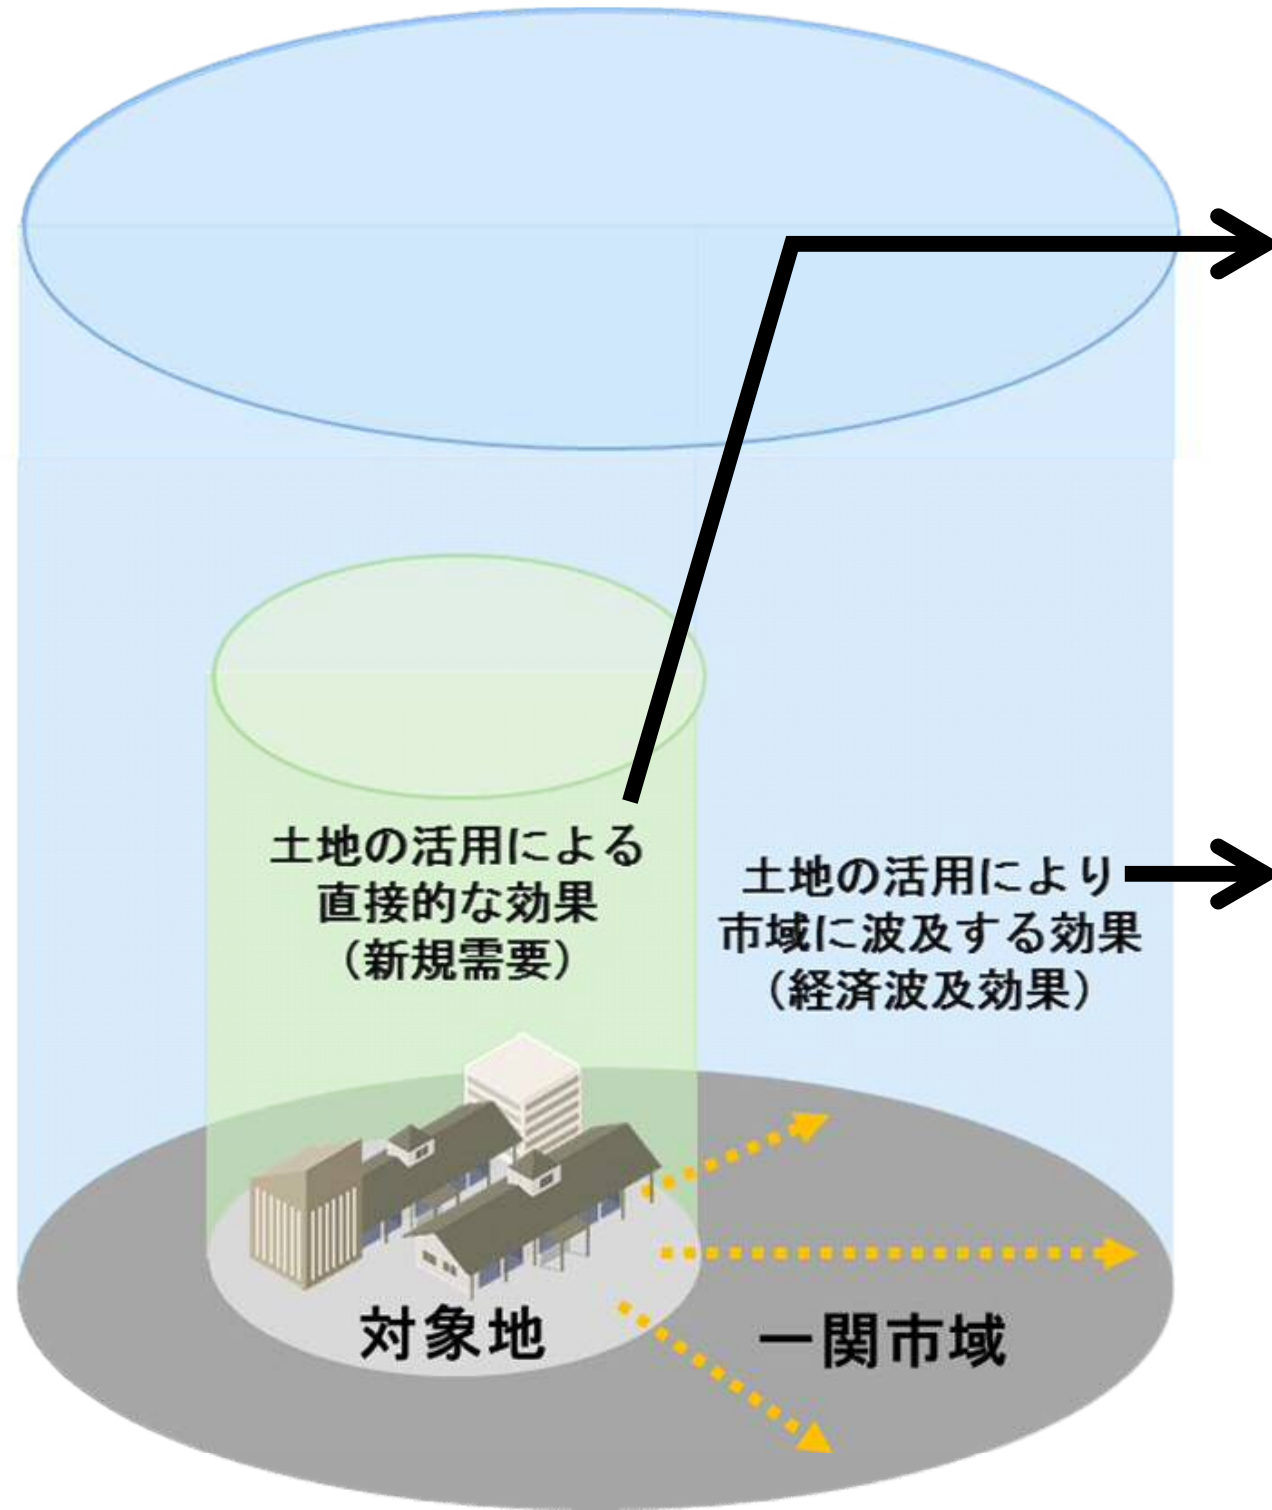 土地の活用による
直接的な効果
（新規需要）
土地の活用により
市域に波及する効果
（経済波及効果）
対象地
一関市域